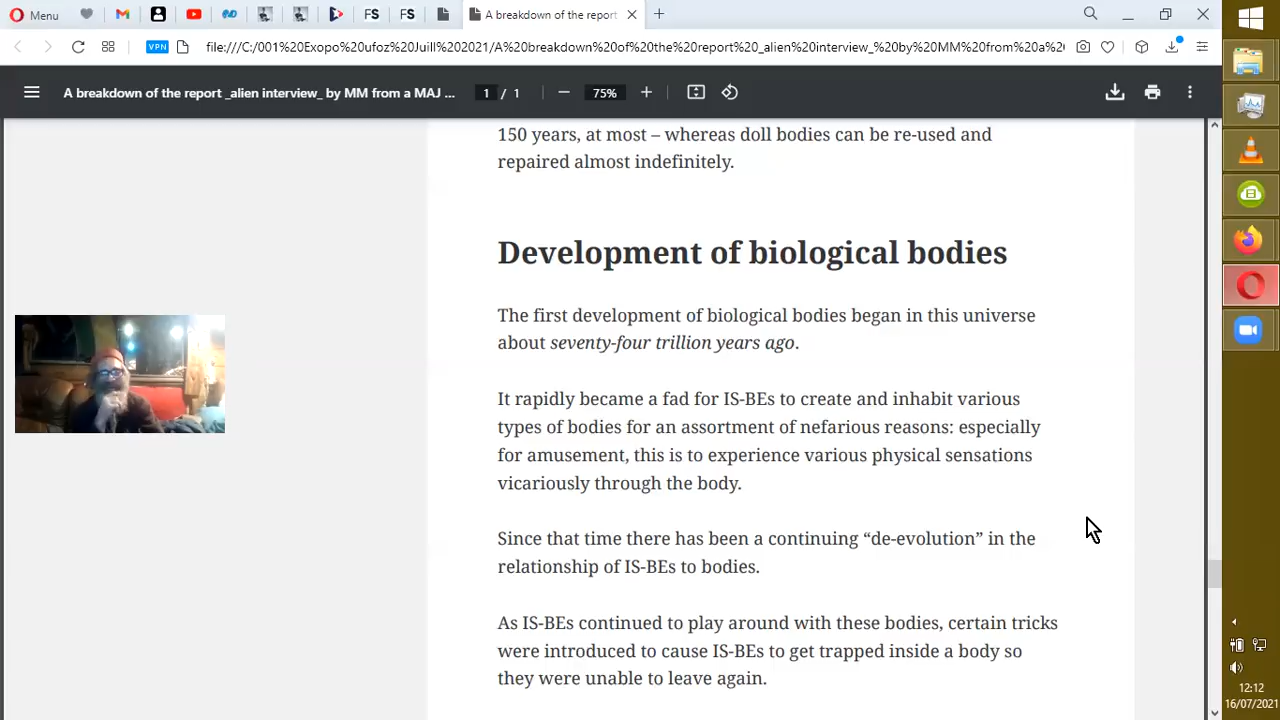 Menu
FS
FS
A breakdown of the report
VPN
file:///C:/001%20Exopo%20ufoz%20Juill%202021/A%20breakdown%20of%20the%20report%20_alien%20interview_%20by%20MM%20from%20a%2
A breakdown of the report _alien interview_ by MM from a MAJ ...
1 / 1
75%
150 years, at most – whereas doll bodies can be re-used and
repaired almost indefinitely.
Development of biological bodies
The first development of biological bodies began in this universe
about seventy-four trillion years ago.
It rapidly became a fad for IS-BEs to create and inhabit various
types of bodies for an assortment of nefarious reasons: especially
for amusement, this is to experience various physical sensations
vicariously through the body.
Since that time there has been a continuing “de-evolution” in the
relationship of IS-BEs to bodies.
As IS-BEs continued to play around with these bodies, certain tricks
were introduced to cause IS-BEs to get trapped inside a body so
they were unable to leave again.
12:12
16/07/2021